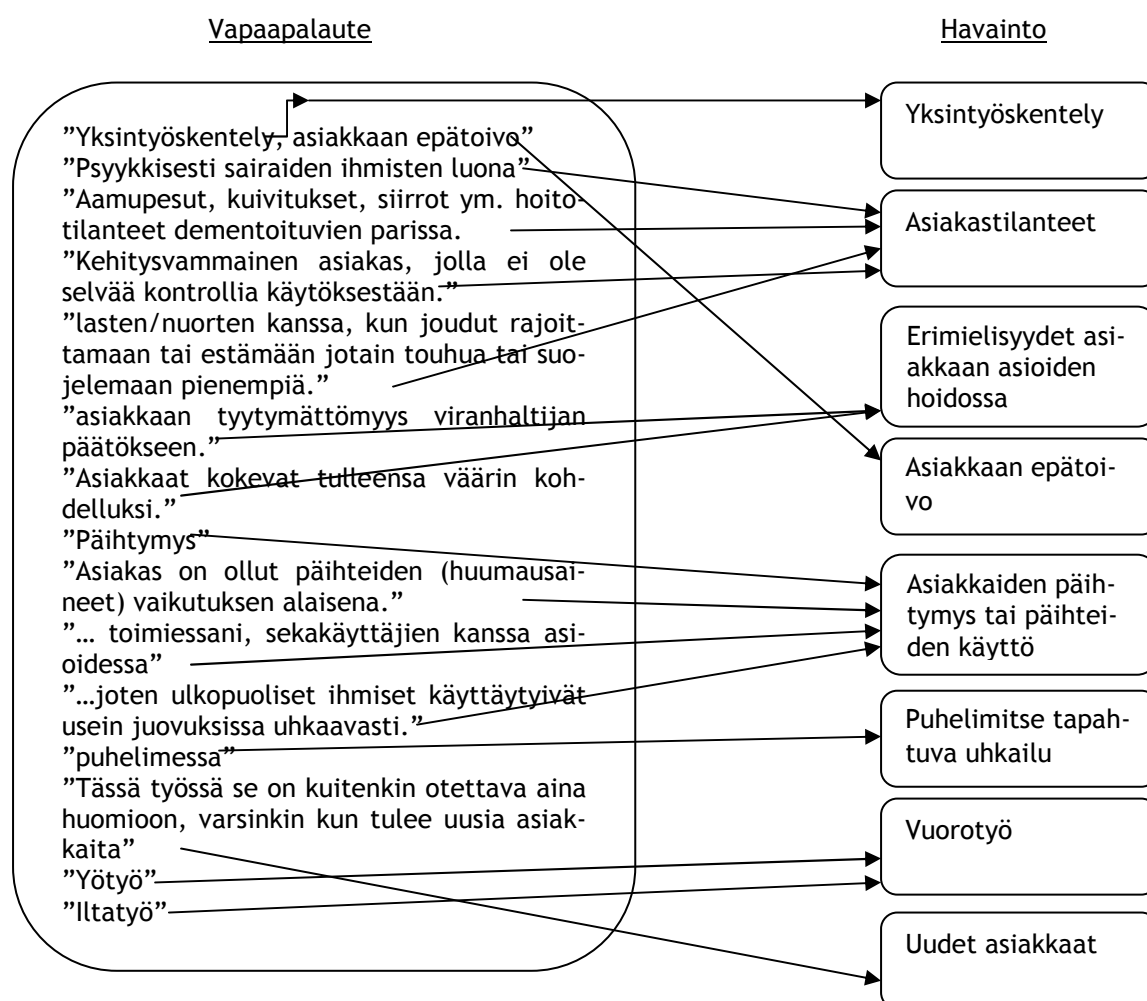 Vapaapalaute
Havainto
”Yksintyöskentely, asiakkaan epätoivo”
”Psyykkisesti sairaiden ihmisten luona”
”Aamupesut, kuivitukset, siirrot ym. hoito-
tilanteet dementoituvien parissa.
”Kehitysvammainen asiakas, jolla ei ole
selvää kontrollia käytöksestään.”
”lasten/nuorten kanssa, kun joudut rajoit-
tamaan tai estämään jotain touhua tai suo-
jelemaan pienempiä.”
”asiakkaan tyytymättömyys viranhaltijan
päätökseen.”
”Asiakkaat kokevat tulleensa väärin koh-
delluksi.”
”Päihtymys”
”Asiakas on ollut päihteiden (huumausai-
neet) vaikutuksen alaisena.”
”… toimiessani, sekakäyttäjien kanssa asi-
oidessa”
”…joten ulkopuoliset ihmiset käyttäytyivät
usein juovuksissa uhkaavasti.”
”puhelimessa”
”Tässä työssä se on kuitenkin otettava aina
huomioon, varsinkin kun tulee uusia asiak-
kaita”
”Yötyö”
”Iltatyö”
Yksintyöskentely
Asiakastilanteet
Erimielisyydet asi-
akkaan asioiden
hoidossa
Asiakkaan epätoi-
vo
Asiakkaiden päih-
tymys tai päihtei-
den käyttö
Puhelimitse tapah-
tuva uhkailu
Vuorotyö
Uudet asiakkaat